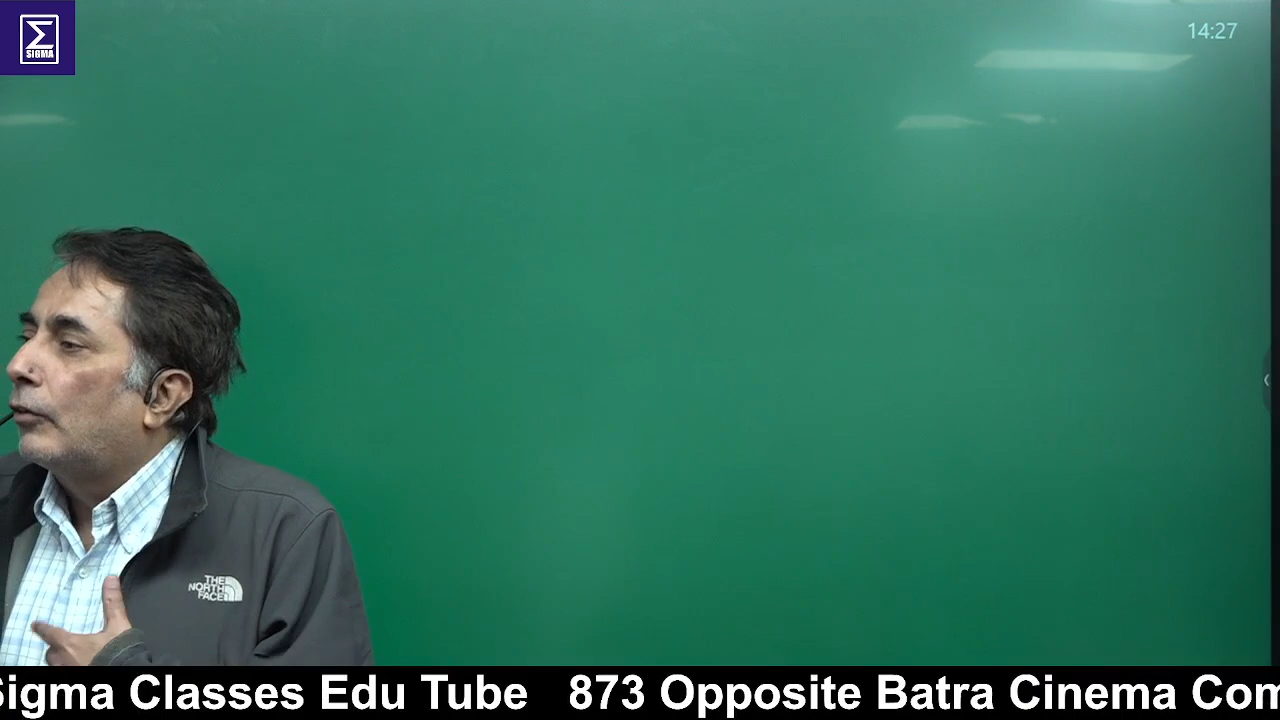 Σ
SIGMA
14:27
THE
NORTH
FACE
Sigma Classes Edu Tube 873 Opposite Batra Cinema Com